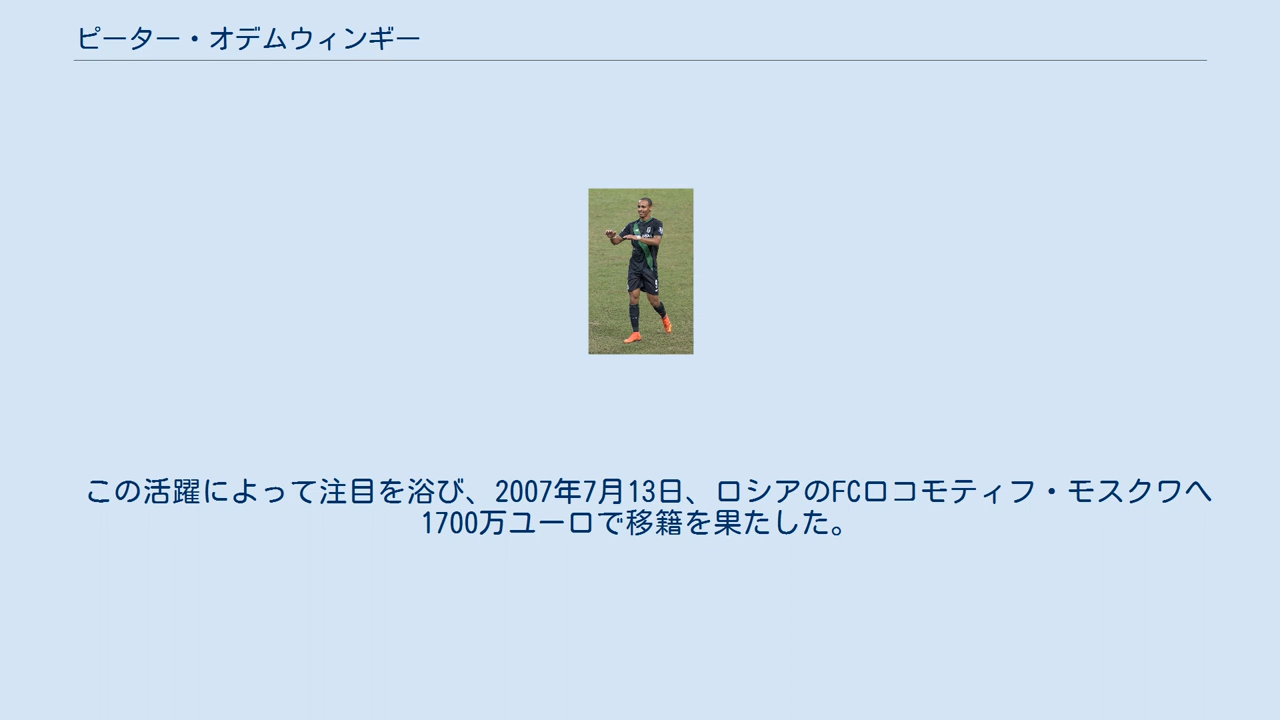 ピーター・オデムウィンギー
この活躍によって注目を浴び、2007年7月13日、ロシアのFCロコモティフ・モスクワへ
1700万ユーロで移籍を果たした。